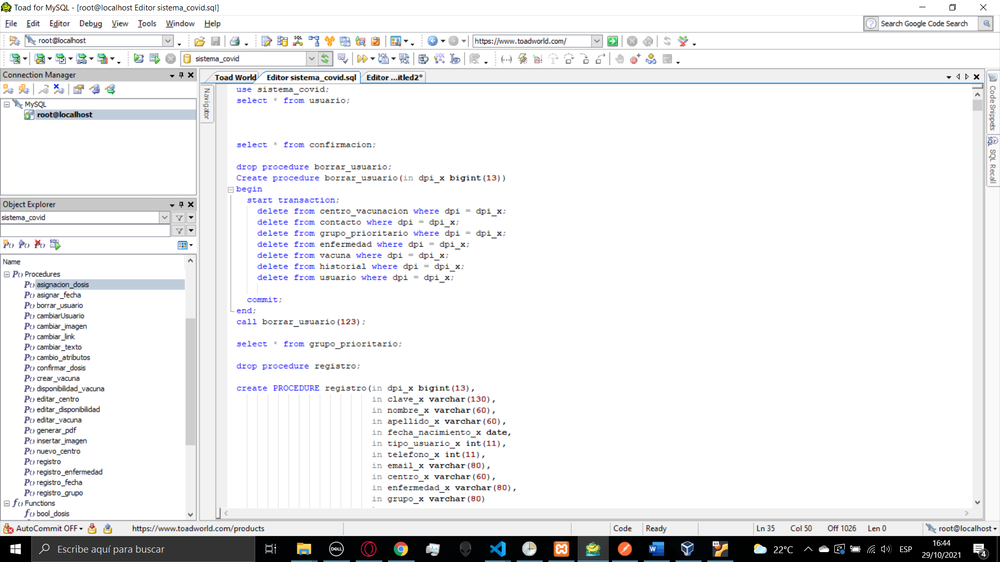 Toad for MySQL - [root@localhost Editor sistema_covid.sql]
File Edit Editor Debug View Tools Window Help
Search Google Code Search
root@localhost
SQL
https://www.toadworld.com/
sistema_covid
Connection Manager
MySQL
root@localhost
Object Explorer
sistema_covid
Name
Procedures
asignacion_dosis
asignar_fecha
borrar_usuario
cambiarUsuario
cambiar_imagen
cambiar_link
cambiar_texto
cambio_atributos
confirmar_dosis
crear_vacuna
disponibilidad_vacuna
editar_centro
editar_disponibilidad
editar_vacuna
generar_pdf
insertar_imagen
nuevo_centro
registro
registro_enfermedad
registro_fecha
registro_grupo
Functions
bool_dosis
Toad World
Editor sistema_covid.sql
Editor ...itled2*
Navigator
use sistema_covid;
select * from usuario;
select * from confirmacion;
drop procedure borrar_usuario;
Create procedure borrar_usuario(in dpi_x bigint(13))
begin
start transaction;
delete from centro_vacunacion where dpi = dpi_x;
delete from contacto where dpi = dpi_x;
delete from grupo_prioritario where dpi = dpi_x;
delete from enfermedad where dpi = dpi_x;
delete from vacuna where dpi = dpi_x;
delete from historial where dpi = dpi_x;
delete from usuario where dpi = dpi_x;
commit;
end;
call borrar_usuario(123);
select * from grupo_prioritario;
drop procedure registro;
create PROCEDURE registro(in dpi_x bigint(13),
in clave_x varchar(130),
in nombre_x varchar(60),
in apellido_x varchar(60),
in fecha_nacimiento_x date,
in tipo_usuario_x int(11),
in telefono_x int(11),
in email_x varchar(80),
in centro_x varchar(60),
in enfermedad_x varchar(80),
in grupo_x varchar(80)
Code Snippets
SQL Recall
AutoCommit OFF
https://www.toadworld.com/products
Code
Ready
Ln 35
Col 50
Off 1026
Len 0
root@localhost
Escribe aquí para buscar
DELL
64
22°C
ESP
16:44
29/10/2021
4